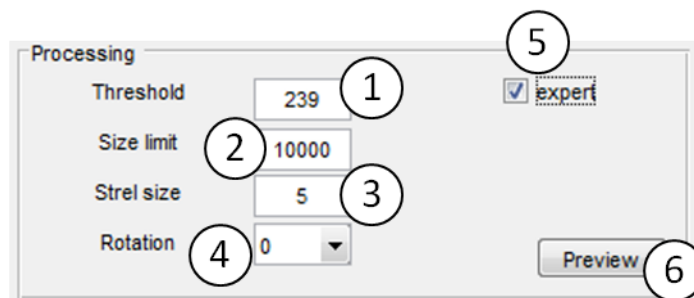 5
Processing
Threshold 239 1 expert
Size limit 2 10000
Strel size 5 3
Rotation 4 0
Preview 6